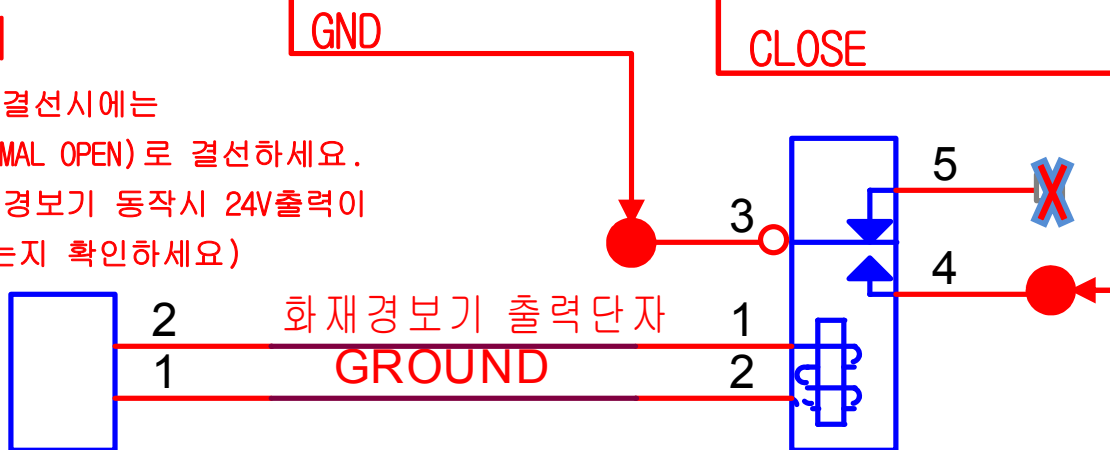 GND
CLOSE
결선시에는
MAL OPEN)로 결선하세요.
경보기 동작시 24V출력이
는지 확인하세요)
5
3
4
2 화재경보기 출력단자 1
1 GROUND 2